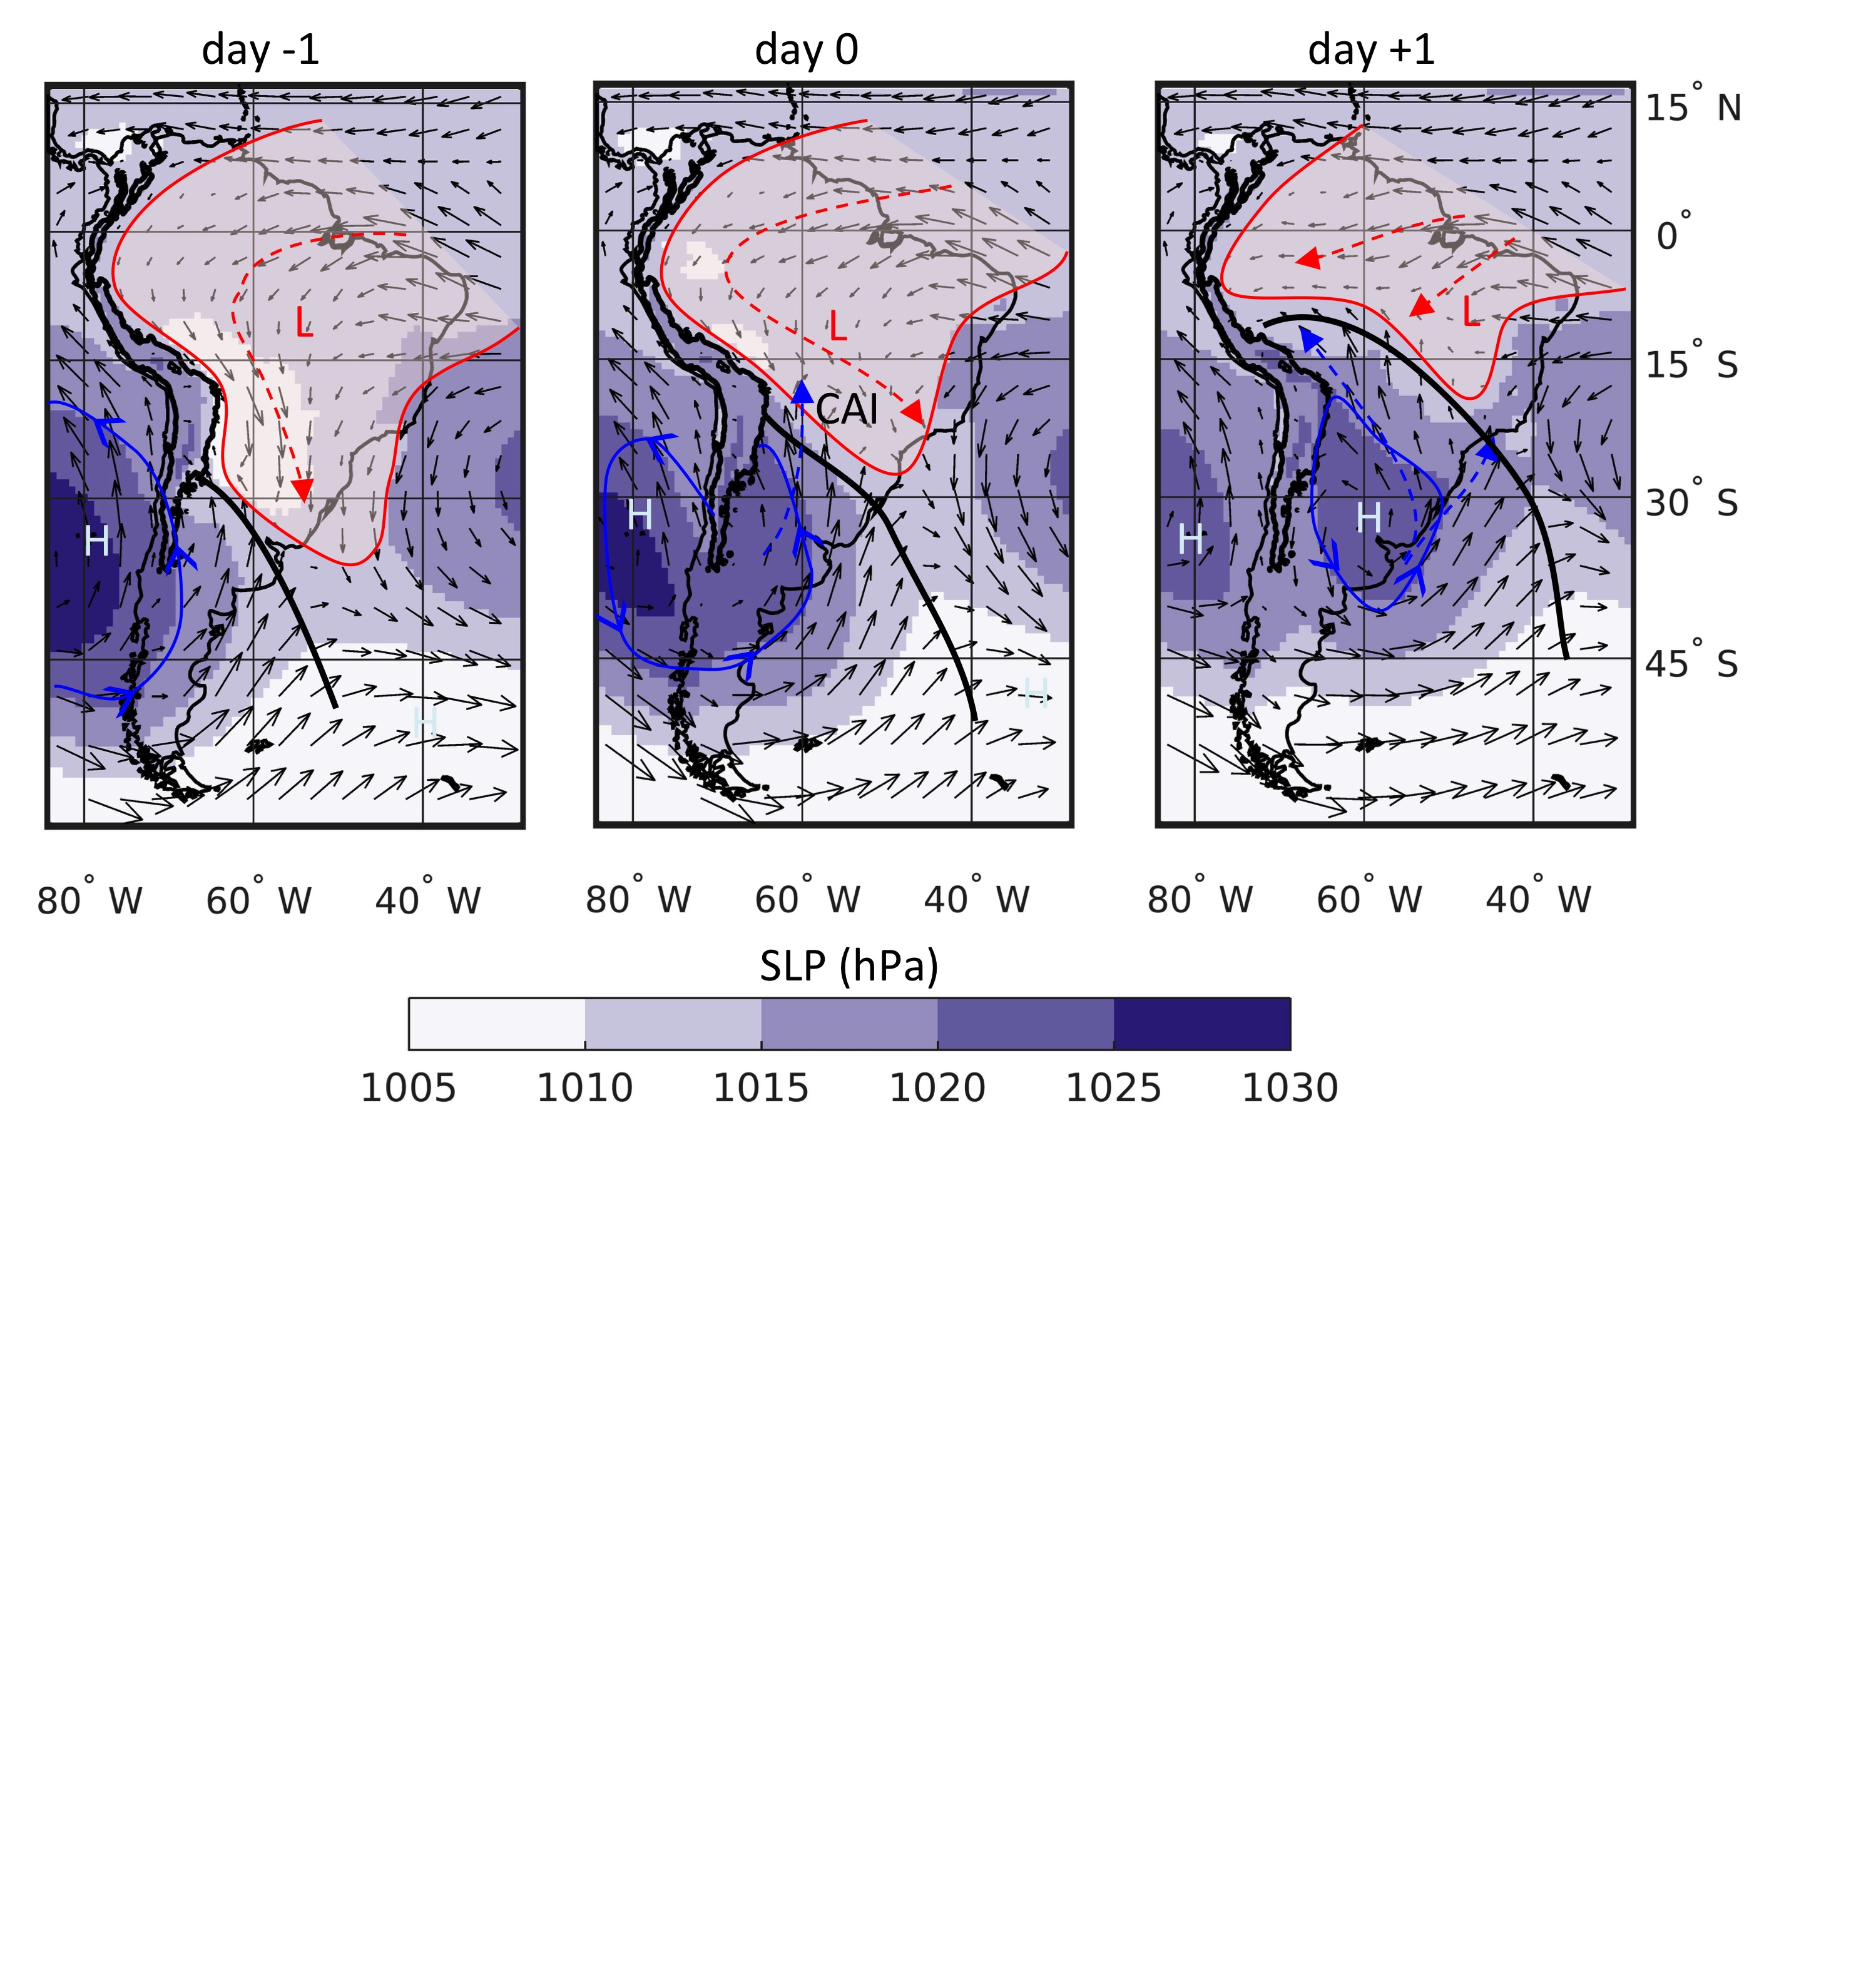 day -1 day 0 day +1
15° N
0°
15° S
30° S
45° S
L
H
H
L
CAI
H
H
L
H
H
80° W 60° W 40° W 80° W 60° W 40° W 80° W 60° W 40° W
SLP (hPa)
1005 1010 1015 1020 1025 1030